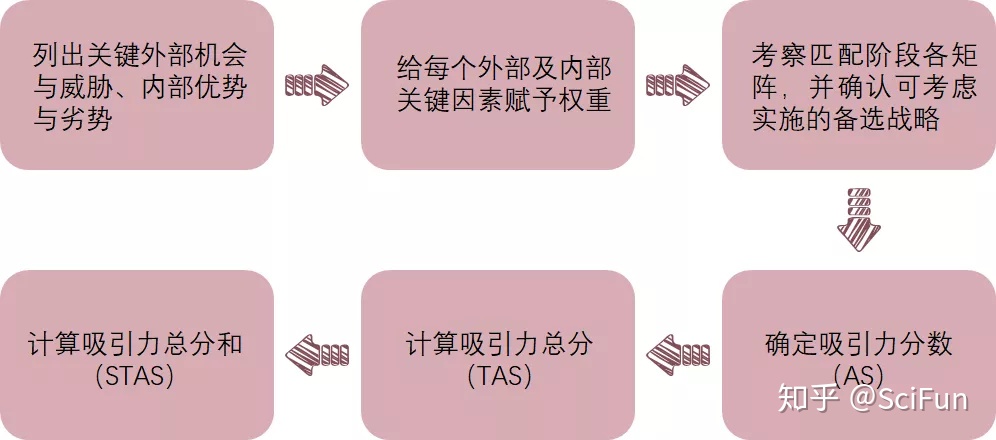 列出关键外部机会
与威胁、内部优势
与劣势
给每个外部及内部
关键因素赋予权重
考察匹配阶段各矩
阵，并确认可考虑
实施的备选战略
确定吸引力分数
（AS）
计算吸引力总分
（TAS）
计算吸引力总分和
（STAS）
知乎 @SciFun